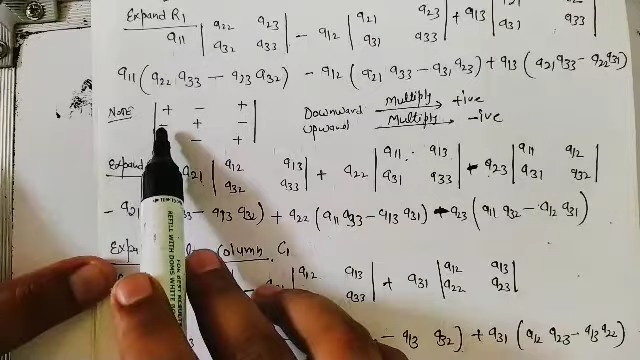 Expand R1
a11 | a22 a23 | - a12 | a21 a23 | + a13 | a21
a32 a33 | a31 a33 | a31
a11 ( a22 a33 - a23 a32 ) - a12 ( a21 a33 - a31 a23 ) + a13 ( a21 a33 - a22 a31 )
NOTE | + - + |
- + -
- + |
Downward Multiply → +ive
upward Multiply → -ive
a21 | a12 a13 | + a22 | a11 a13 | - a23 | a11 a12 |
a32 a33 | a31 a33 | a31 a32 |
- a21 a33 - a13 a32 ) + a22 ( a11 a33 - a13 a31 ) - a23 ( a11 a32 - a12 a31 )
Column C1
a12 a13 | + a31 | a12 a13 |
a33 | a22 a23 |
- a13 a32 ) + a31 ( a12 a23 - a13 a22 )